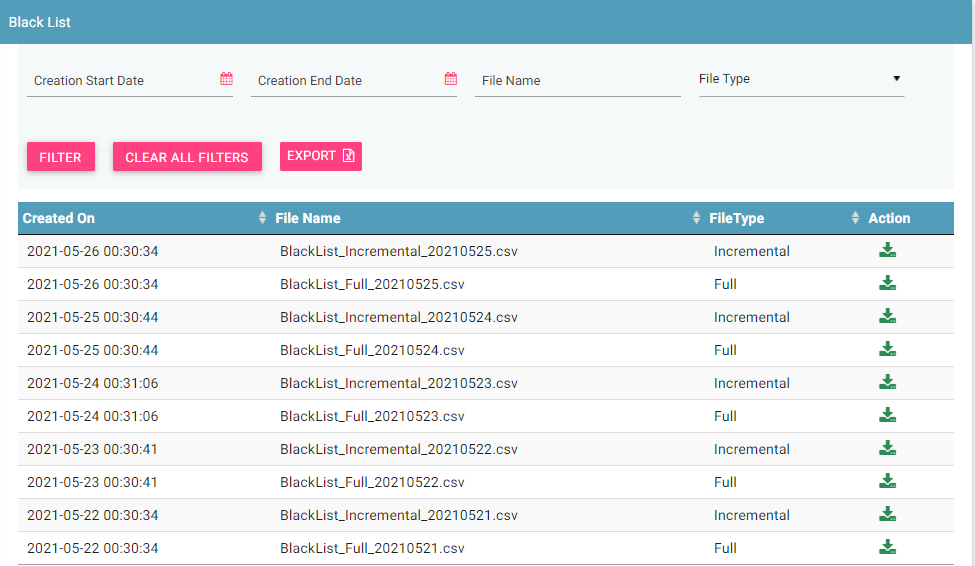 Black List
Creation Start Date Creation End Date File Name File Type
FILTER CLEAR ALL FILTERS EXPORT
Created On File Name FileType Action
2021-05-26 00:30:34 BlackList_Incremental_20210525.csv Incremental
2021-05-26 00:30:34 BlackList_Full_20210525.csv Full
2021-05-25 00:30:44 BlackList_Incremental_20210524.csv Incremental
2021-05-25 00:30:44 BlackList_Full_20210524.csv Full
2021-05-24 00:31:06 BlackList_Incremental_20210523.csv Incremental
2021-05-24 00:31:06 BlackList_Full_20210523.csv Full
2021-05-23 00:30:41 BlackList_Incremental_20210522.csv Incremental
2021-05-23 00:30:41 BlackList_Full_20210522.csv Full
2021-05-22 00:30:34 BlackList_Incremental_20210521.csv Incremental
2021-05-22 00:30:34 BlackList_Full_20210521.csv Full